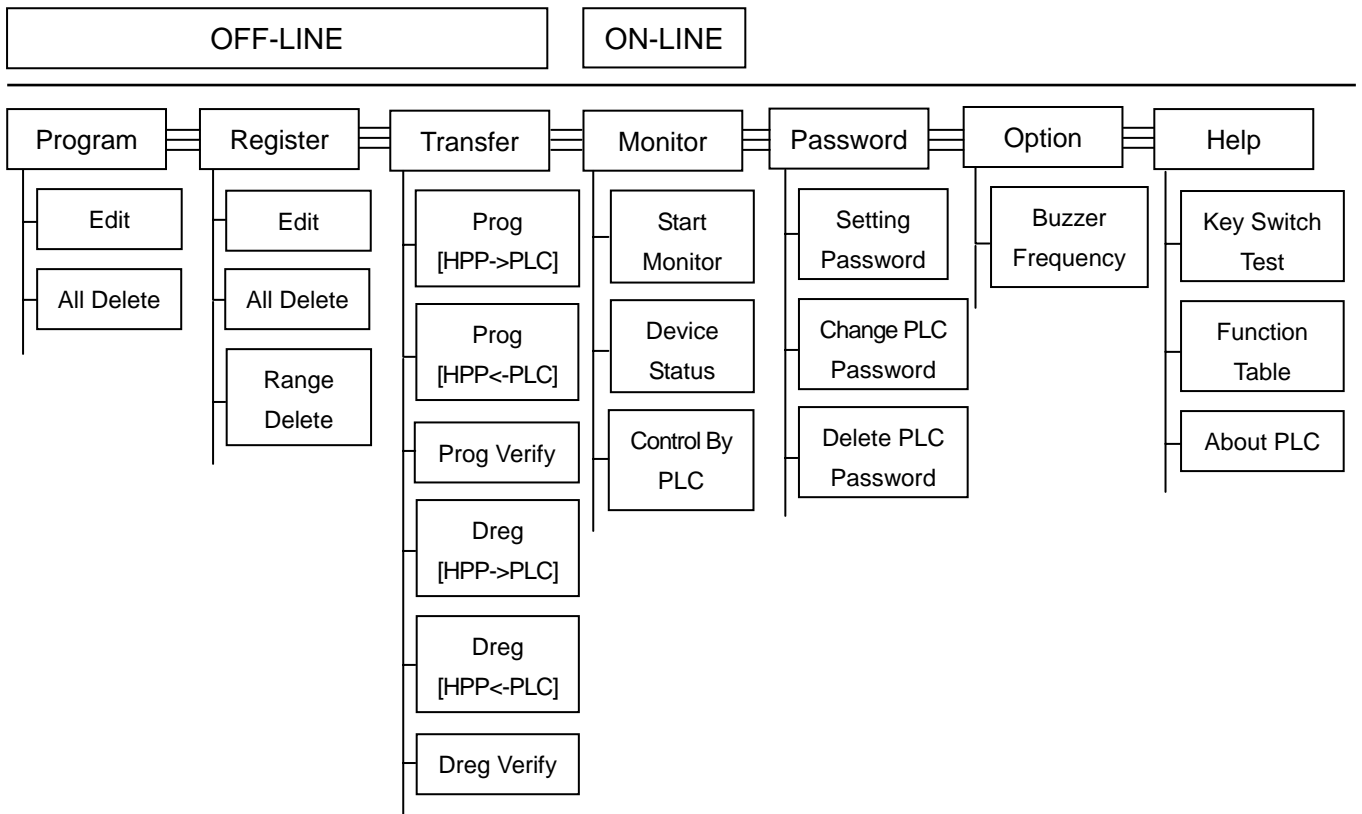 OFF-LINE
ON-LINE
Program
Register
Transfer
Monitor
Password
Option
Help
Edit
All Delete
Edit
All Delete
Range
Delete
Prog
[HPP->PLC]
Prog
[HPP<-PLC]
Prog Verify
Dreg
[HPP->PLC]
Dreg
[HPP<-PLC]
Dreg Verify
Start
Monitor
Device
Status
Control By
PLC
Setting
Password
Change PLC
Password
Delete PLC
Password
Buzzer
Frequency
Key Switch
Test
Function
Table
About PLC